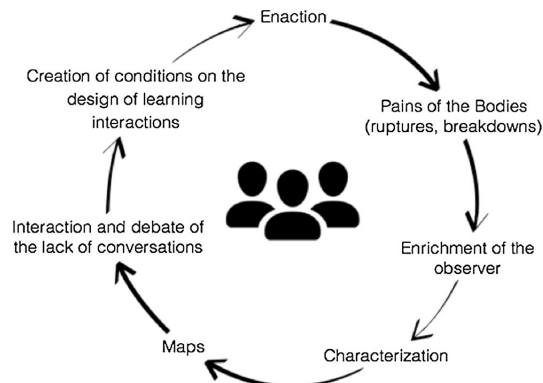 Enaction
Pains of the Bodies
(ruptures, breakdowns)
Enrichment of the
observer
Characterization
Maps
Interaction and debate of
the lack of conversations
Creation of conditions on the
design of learning
interactions